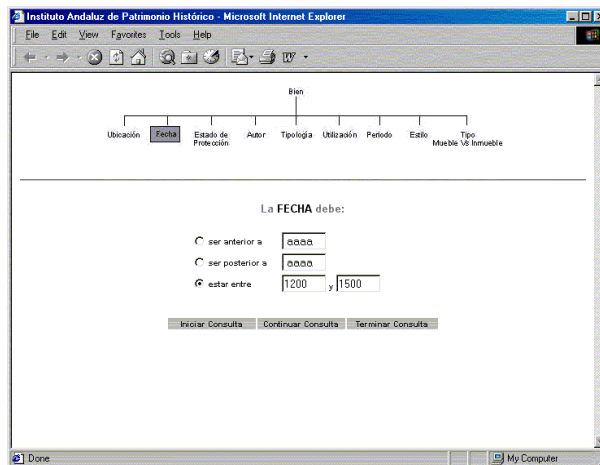 Instituto Andaluz de Patrimonio Histórico - Microsoft Internet Explorer
File Edit View Favorites Tools Help
Bien
Ubicación Fecha Estado de Protección Autor Tipología Utilización Periodo Estilo Tipo Mueble Vs Inmueble
La FECHA debe:
ser anterior a aaaa
ser posterior a aaaa
estar entre 1200 y 1500
Iniciar Consulta Continuar Consulta Terminar Consulta
Done My Computer